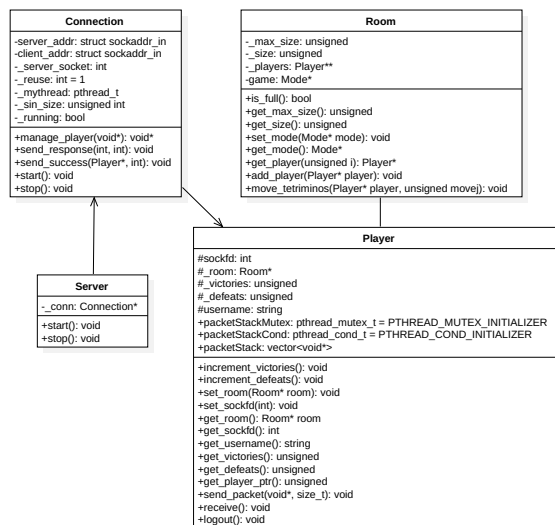 Connection
-server_addr: struct sockaddr_in
-client_addr: struct sockaddr_in
-_server_socket: int
-_reuse: int = 1
-_mythread: pthread_t
-_sin_size: unsigned int
-_running: bool
+manage_player(void*): void*
+send_response(int, int): void
+send_success(Player*, int): void
+start(): void
+stop(): void
Room
-_max_size: unsigned
-_size: unsigned
-_players: Player**
-game: Mode*
+is_full(): bool
+get_max_size(): unsigned
+get_size(): unsigned
+set_mode(Mode* mode): void
+get_mode(): Mode*
+get_player(unsigned i): Player*
+add_player(Player* player): void
+move_tetriminos(Player* player, unsigned movej): void
Server
-_conn: Connection*
+start(): void
+stop(): void
Player
#sockfd: int
#_room: Room*
#_victories: unsigned
#_defeats: unsigned
#username: string
+packetStackMutex: pthread_mutex_t = PTHREAD_MUTEX_INITIALIZER
+packetStackCond: pthread_cond_t = PTHREAD_COND_INITIALIZER
+packetStack: vector<void*>
+increment_victories(): void
+increment_defeats(): void
+set_room(Room* room): void
+set_sockfd(int): void
+get_room(): Room* room
+get_sockfd(): int
+get_username(): string
+get_victories(): unsigned
+get_defeats(): unsigned
+get_player_ptr(): unsigned
+send_packet(void*, size_t): void
+receive(): void
+logout(): void